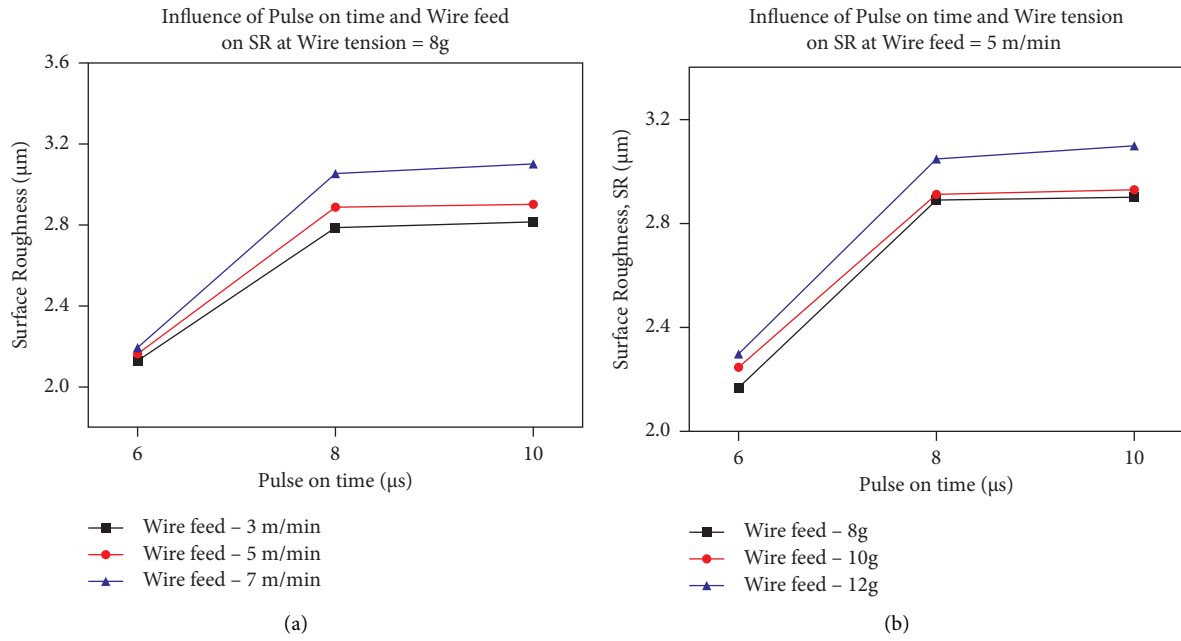 Influence of Pulse on time and Wire feed
on SR at Wire tension = 8g
3.6
3.2
2.8
2.4
2.0
Surface Roughness (μm)
6
8
10
Pulse on time (μs)
Wire feed – 3 m/min
Wire feed – 5 m/min
Wire feed – 7 m/min
(a)
Influence of Pulse on time and Wire tension
on SR at Wire feed = 5 m/min
3.2
2.8
2.4
2.0
Surface Roughness, SR (μm)
6
8
10
Pulse on time (μs)
Wire feed – 8g
Wire feed – 10g
Wire feed – 12g
(b)